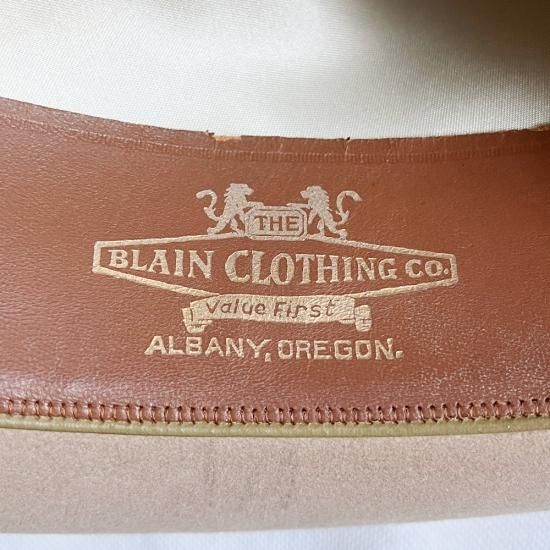 THE
BLAIN CLOTHING CO.
Value First
ALBANY, OREGON.